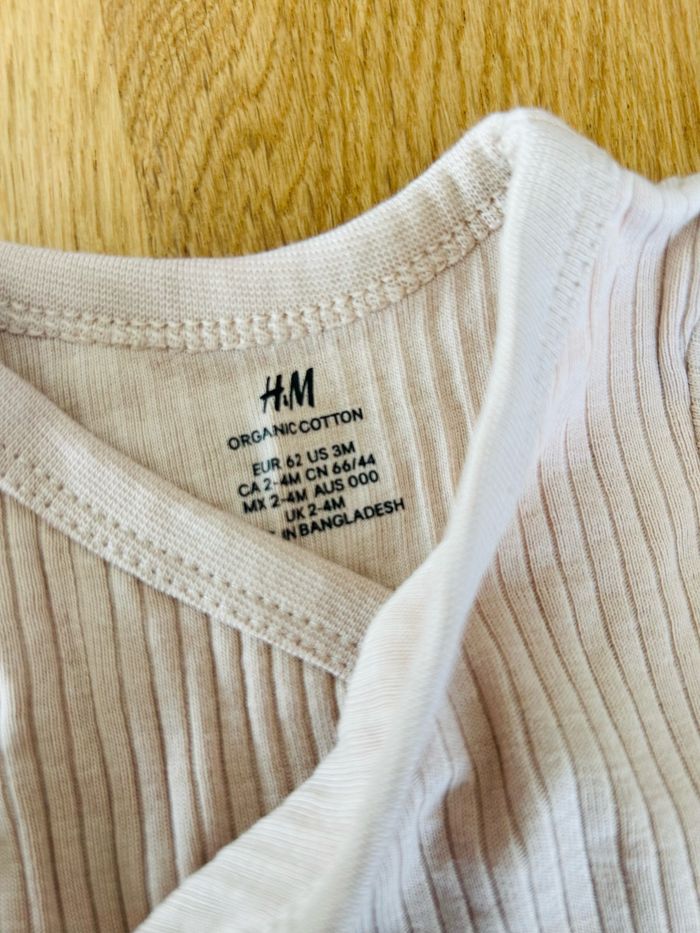 H&M
ORGANIC COTTON
EUR 62 US 3M
CA 2-4M CN 66/44
MX 2-4M AUS 000
UK 2-4M
IN BANGLADESH